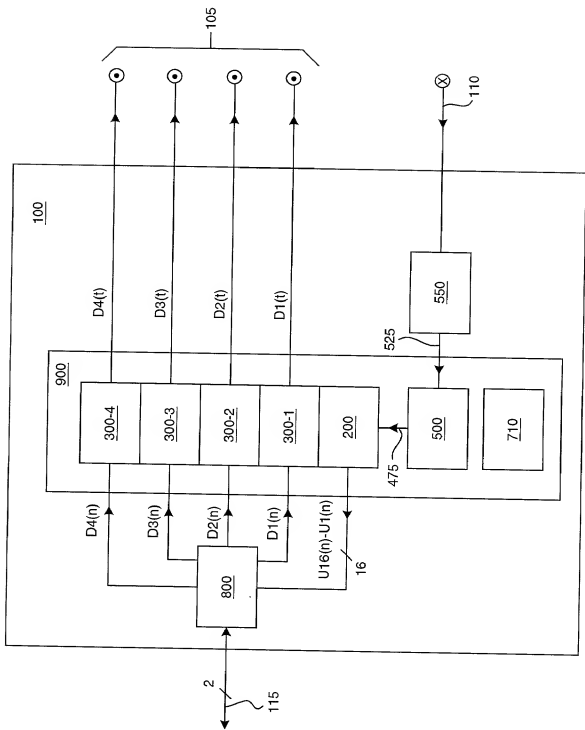 105
110
100
D4(t)
D3(t)
D2(t)
D1(t)
550
525
900
300-4
300-3
300-2
300-1
200
475
500
710
D4(n)
D3(n)
D2(n)
D1(n)
U16(n)-U1(n)
16
800
2
115
X